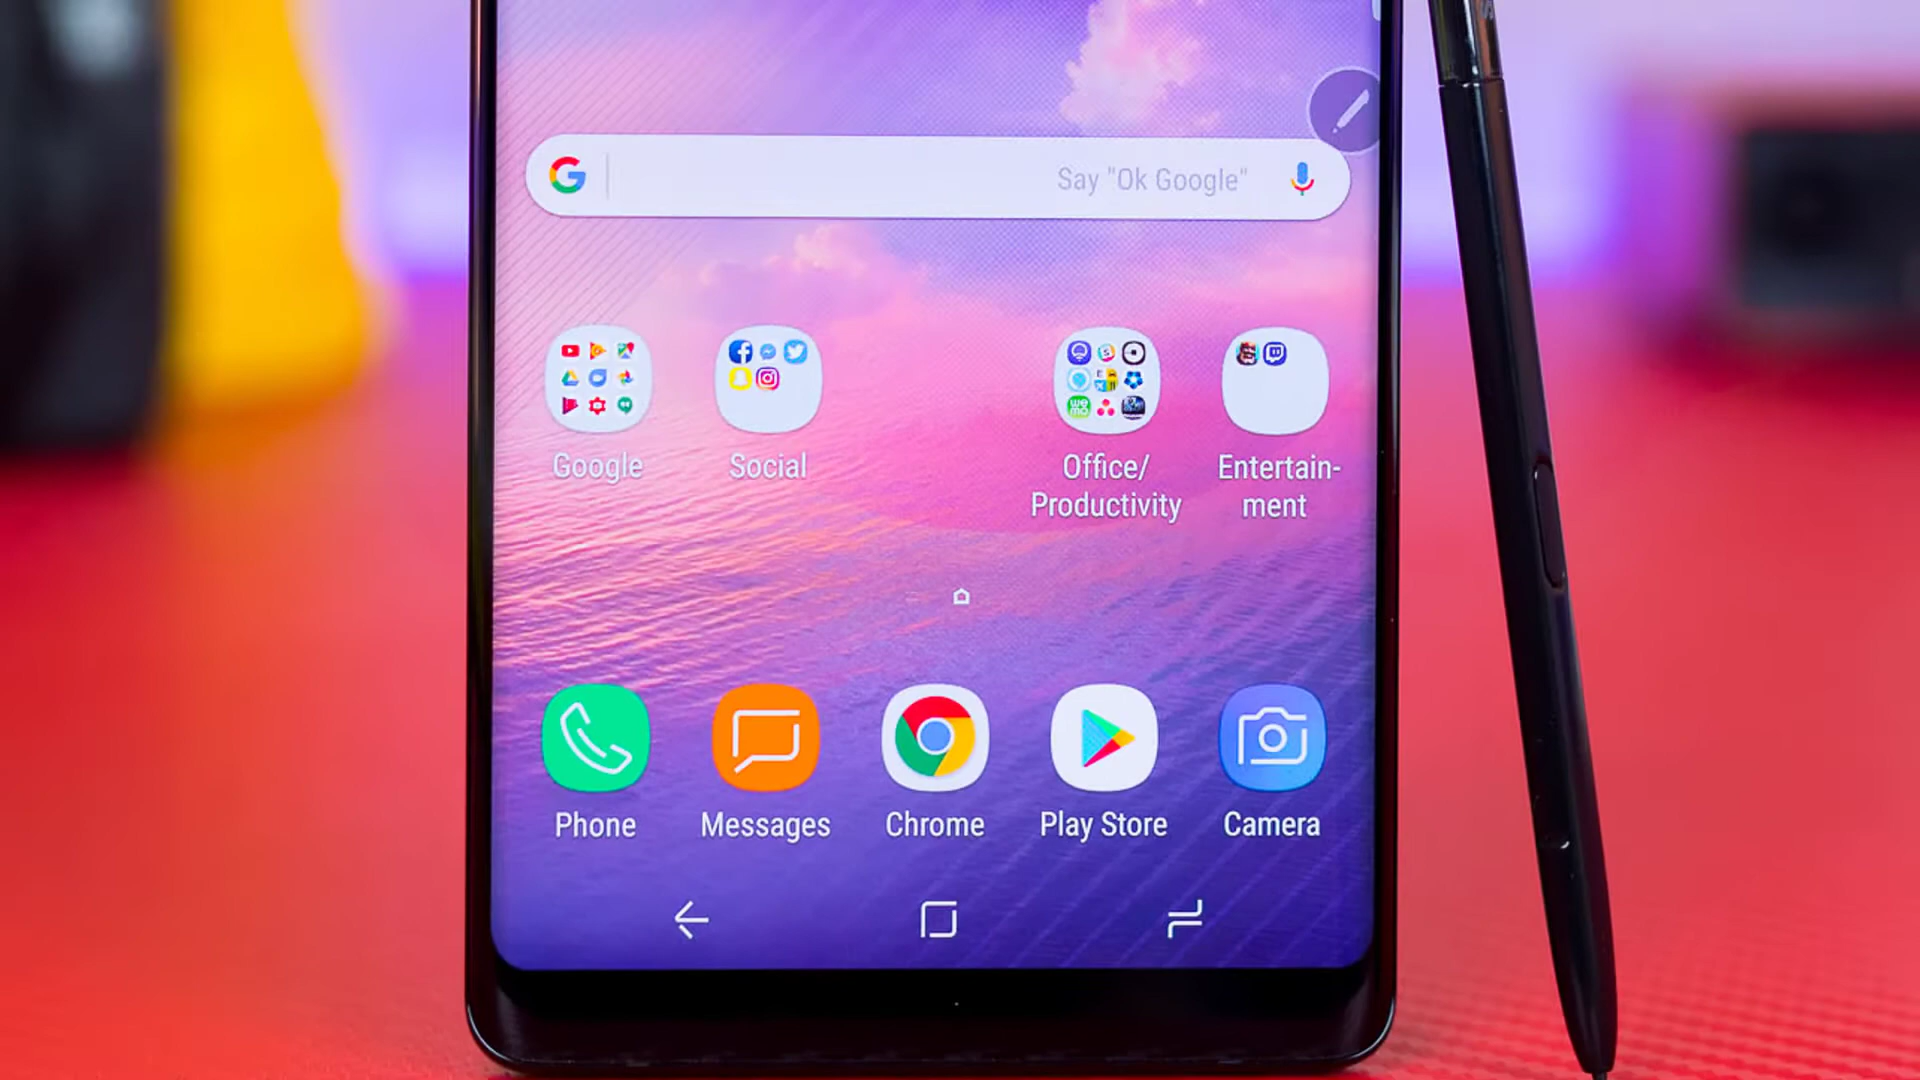 Say "Ok Google"
Google
Social
Office/
Productivity
Entertain-
ment
Phone
Messages
Chrome
Play Store
Camera